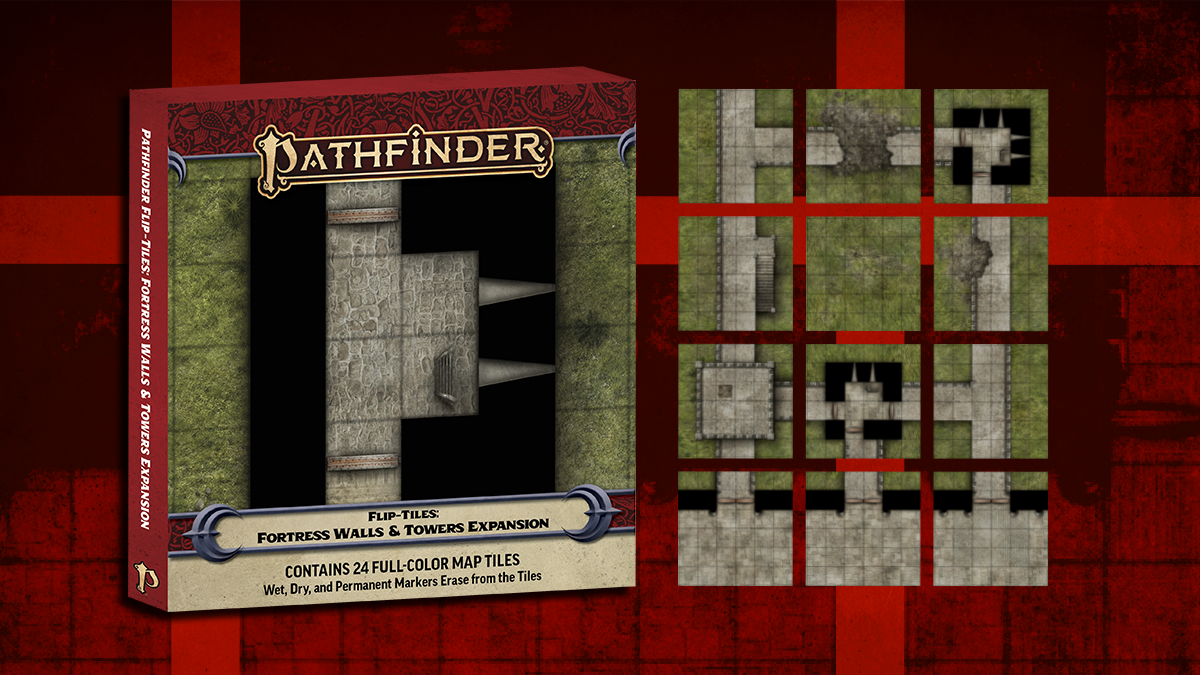 PATHFINDER FLIP-TILES: FORTRESS WALLS & TOWERS EXPANSION
P
PATHFINDER
FLIP-TILES:
FORTRESS WALLS & TOWERS EXPANSION
CONTAINS 24 FULL-COLOR MAP TILES
Wet, Dry, and Permanent Markers Erase from the Tiles